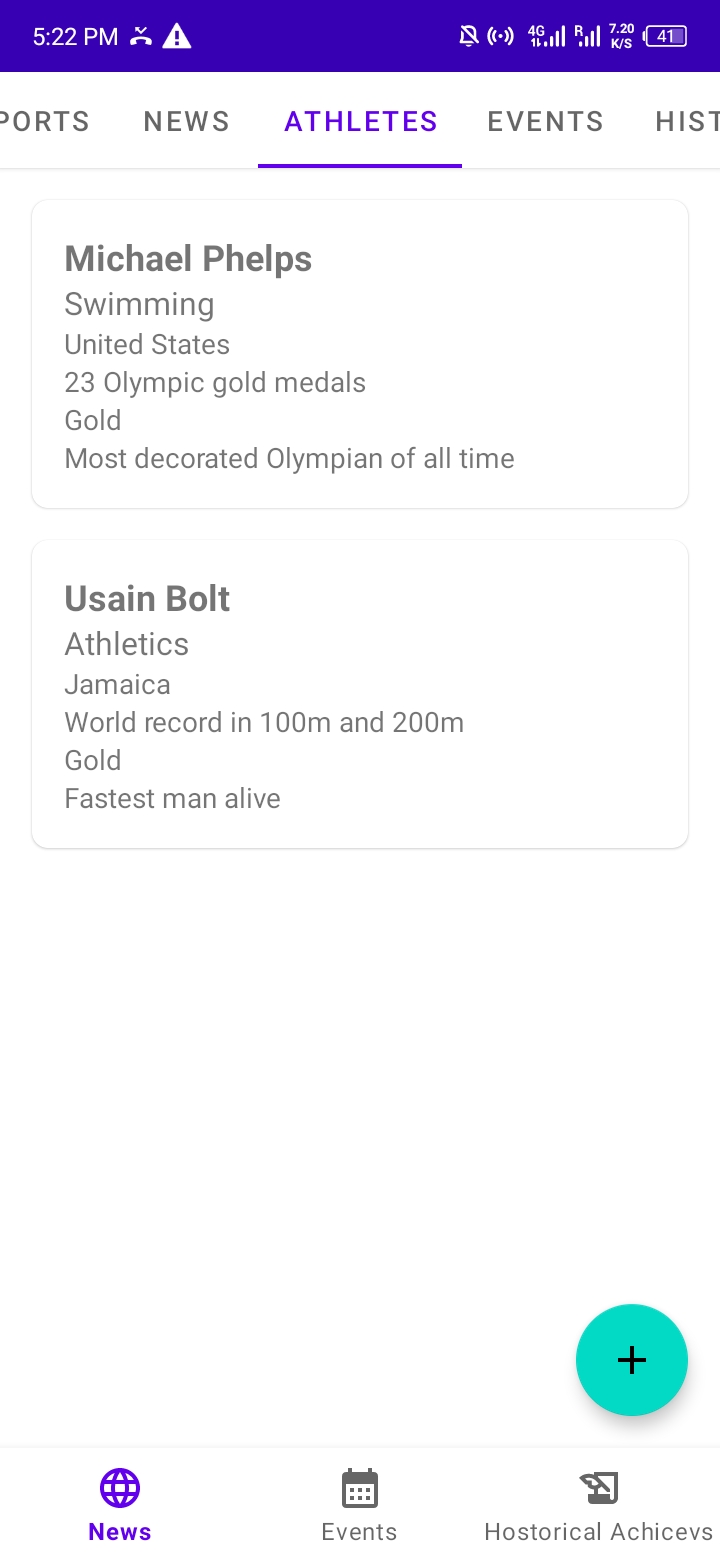 5:22 PM 4G R 7.20 K/S 41
PORTS NEWS ATHLETES EVENTS HIST
Michael Phelps
Swimming
United States
23 Olympic gold medals
Gold
Most decorated Olympian of all time
Usain Bolt
Athletics
Jamaica
World record in 100m and 200m
Gold
Fastest man alive
+
News Events Hostorical Achicevs